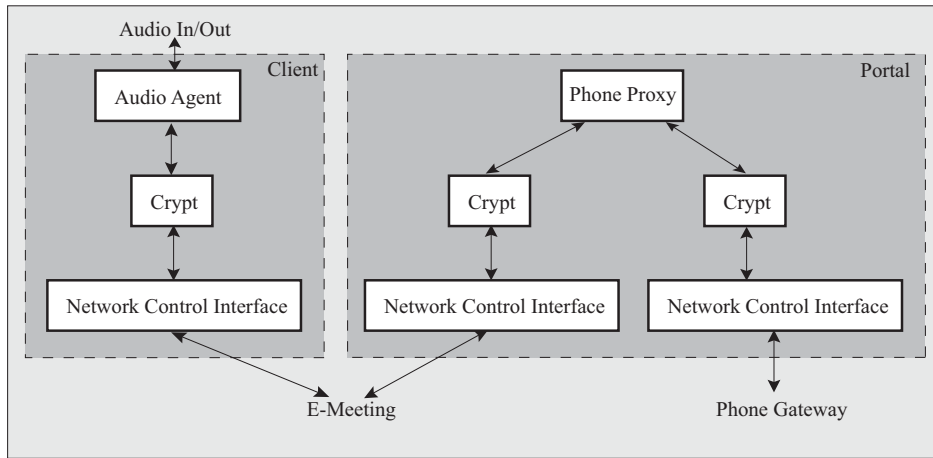 Audio In/Out
Client
Portal
Audio Agent
Phone Proxy
Crypt
Crypt
Crypt
Network Control Interface
Network Control Interface
Network Control Interface
E-Meeting
Phone Gateway